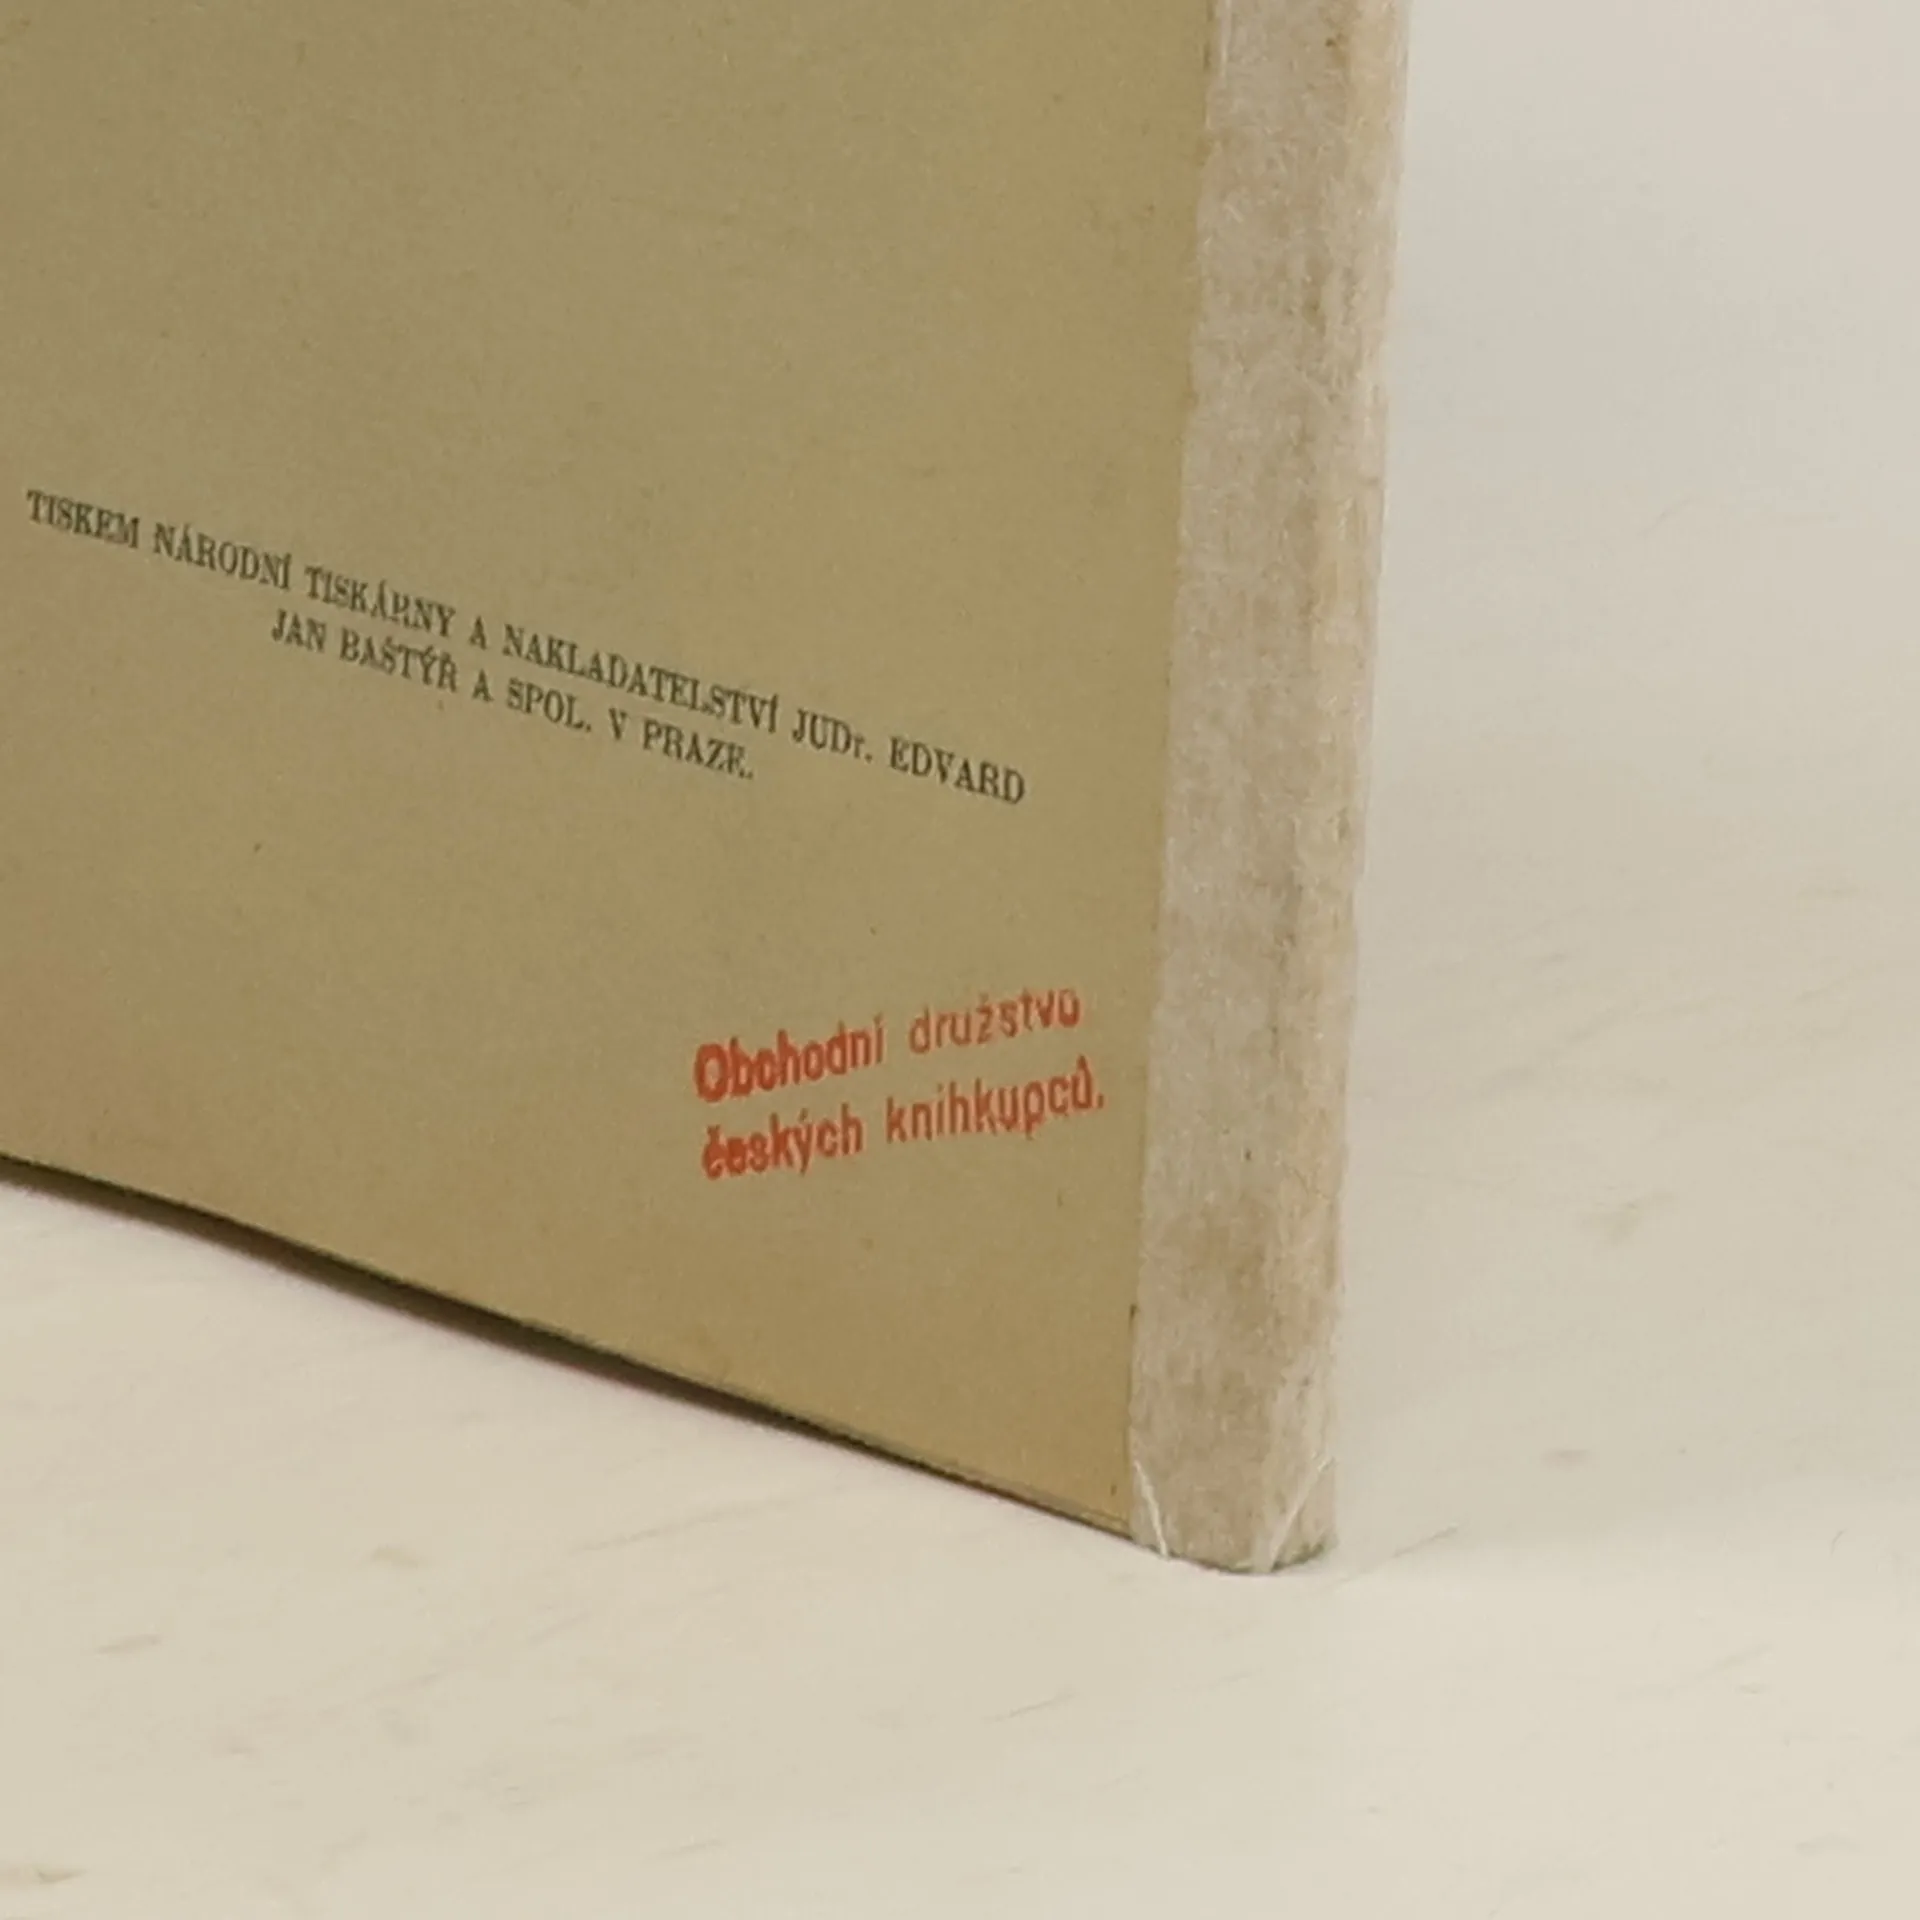 TISKEM NÁRODNÍ TISKÁRNY A NAKLADATELSTVÍ JUDr. EDVARD
JAN BAŠTÝŘ A SPOL. V PRAZE.
Obchodní družstvo
českých knihkupců.